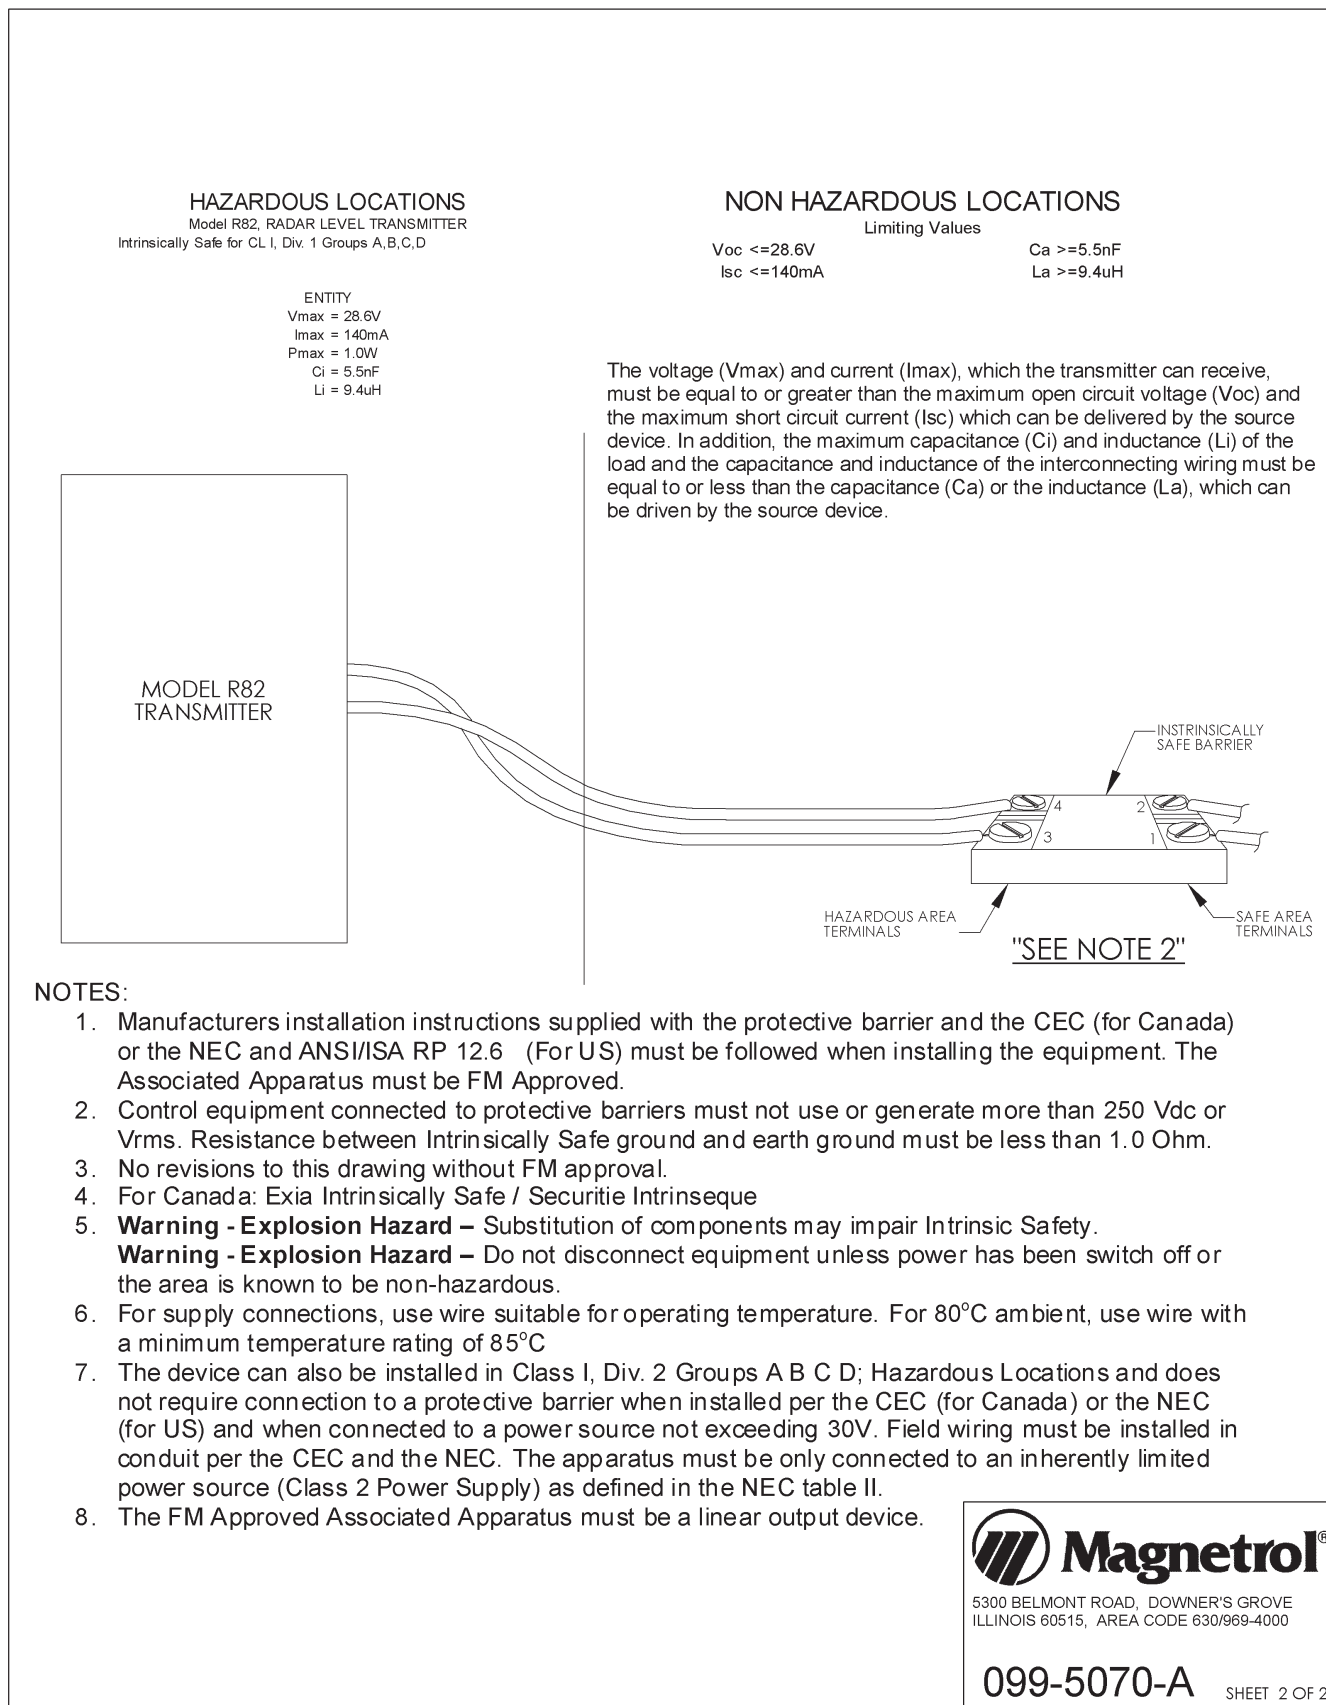 HAZARDOUS LOCATIONS
Model R82, RADAR LEVEL TRANSMITTER
Intrinsically Safe for CL I, Div. 1 Groups A,B,C,D
ENTITY
Vmax = 28.6V
Imax = 140mA
Pmax = 1.0W
Ci = 5.5nF
Li = 9.4uH
NON HAZARDOUS LOCATIONS
Limiting Values
Voc <=28.6V Ca >=5.5nF
Isc <=140mA La >=9.4uH
The voltage (Vmax) and current (Imax), which the transmitter can receive,
must be equal to or greater than the maximum open circuit voltage (Voc) and
the maximum short circuit current (Isc) which can be delivered by the source
device. In addition, the maximum capacitance (Ci) and inductance (Li) of the
load and the capacitance and inductance of the interconnecting wiring must be
equal to or less than the capacitance (Ca) or the inductance (La), which can
be driven by the source device.
MODEL R82
TRANSMITTER
INSTRINSICALLY
SAFE BARRIER
4 2
3 1
HAZARDOUS AREA
TERMINALS
SAFE AREA
TERMINALS
"SEE NOTE 2"
NOTES:
1. Manufacturers installation instructions supplied with the protective barrier and the CEC (for Canada)
or the NEC and ANSI/ISA RP 12.6 (For US) must be followed when installing the equipment. The
Associated Apparatus must be FM Approved.
2. Control equipment connected to protective barriers must not use or generate more than 250 Vdc or
Vrms. Resistance between Intrinsically Safe ground and earth ground must be less than 1.0 Ohm.
3. No revisions to this drawing without FM approval.
4. For Canada: Exia Intrinsically Safe / Securitie Intrinseque
5. Warning - Explosion Hazard – Substitution of components may impair Intrinsic Safety.
Warning - Explosion Hazard – Do not disconnect equipment unless power has been switch off or
the area is known to be non-hazardous.
6. For supply connections, use wire suitable for operating temperature. For 80°C ambient, use wire with
a minimum temperature rating of 85°C
7. The device can also be installed in Class I, Div. 2 Groups A B C D; Hazardous Locations and does
not require connection to a protective barrier when installed per the CEC (for Canada) or the NEC
(for US) and when connected to a power source not exceeding 30V. Field wiring must be installed in
conduit per the CEC and the NEC. The apparatus must be only connected to an inherently limited
power source (Class 2 Power Supply) as defined in the NEC table II.
8. The FM Approved Associated Apparatus must be a linear output device.
Magnetrol®
5300 BELMONT ROAD, DOWNER'S GROVE
ILLINOIS 60515, AREA CODE 630/969-4000
099-5070-A SHEET 2 OF 2